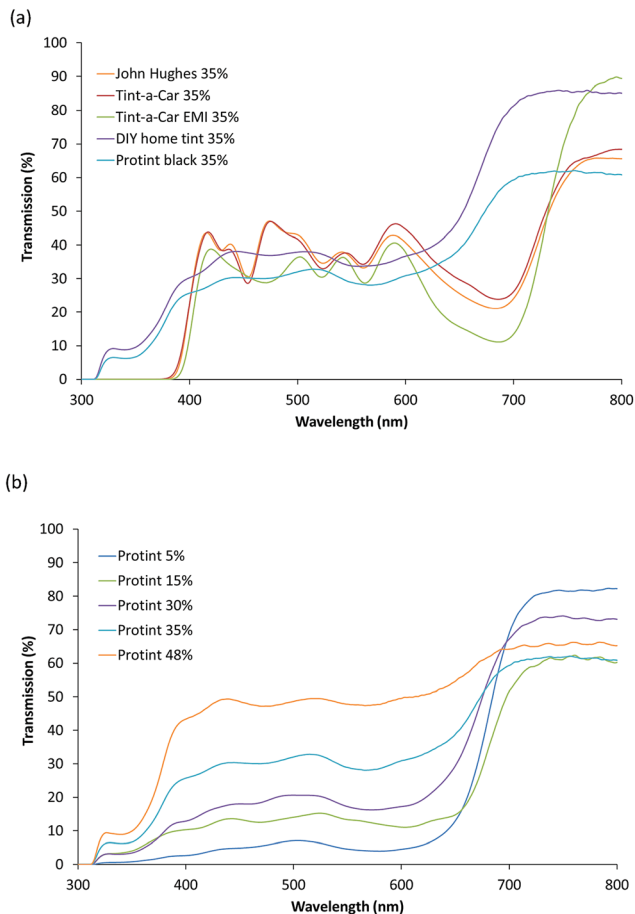 (a)
100
90
80
70
60
50
40
30
20
10
0
Transmission (%)
John Hughes 35%
Tint-a-Car 35%
Tint-a-Car EMI 35%
DIY home tint 35%
Protint black 35%
300 400 500 600 700 800
Wavelength (nm)
(b)
100
90
80
70
60
50
40
30
20
10
0
Transmission (%)
Protint 5%
Protint 15%
Protint 30%
Protint 35%
Protint 48%
300 400 500 600 700 800
Wavelength (nm)